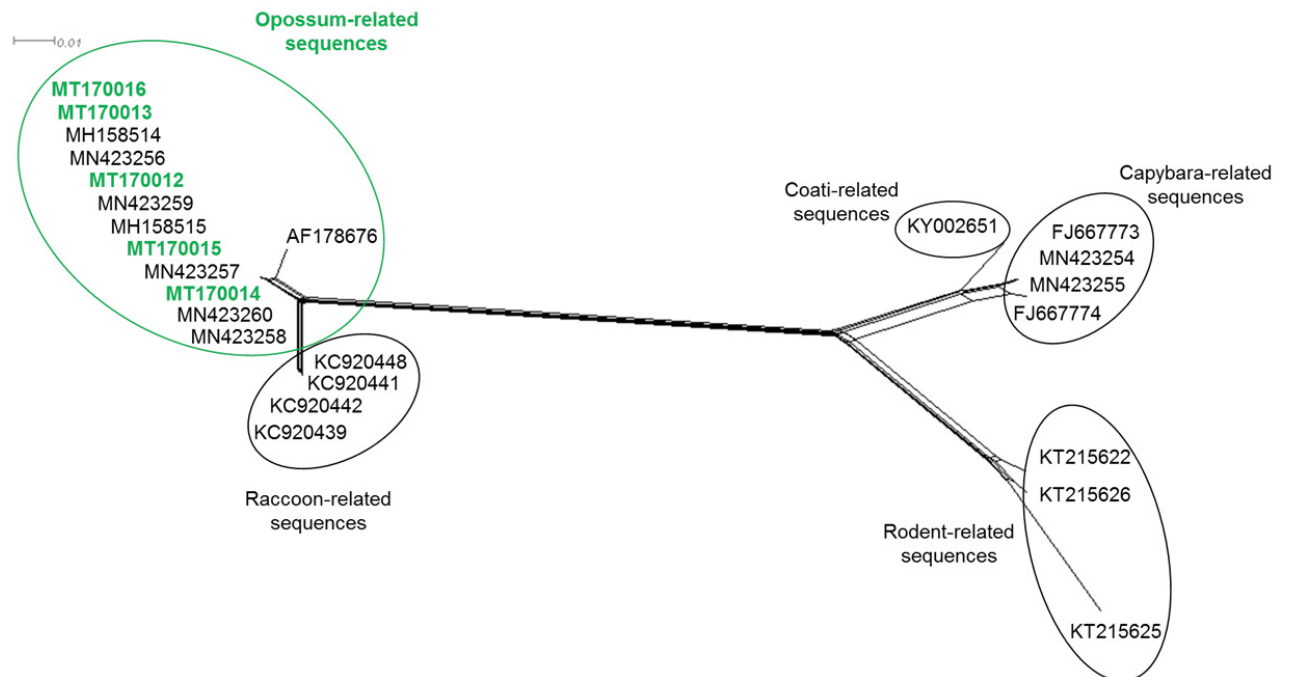 Opossum-related
sequences
0.01
MT170016
MT170013
MH158514
MN423256
MT170012
MN423259
MH158515
MT170015
MN423257
MT170014
MN423260
MN423258
AF178676
KC920448
KC920441
KC920442
KC920439
Raccoon-related
sequences
Coati-related
sequences
KY002651
Capybara-related
sequences
FJ667773
MN423254
MN423255
FJ667774
Rodent-related
sequences
KT215622
KT215626
KT215625